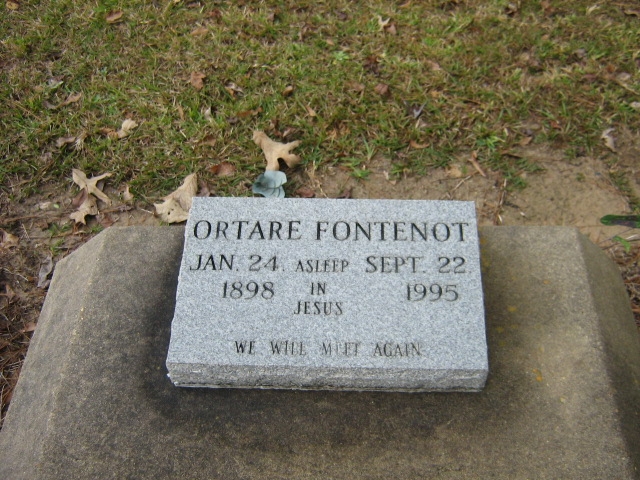 ORTARE FONTENOT
JAN. 24 ASLEEP SEPT. 22
1898 IN 1995
JESUS
WE WILL MEET AGAIN